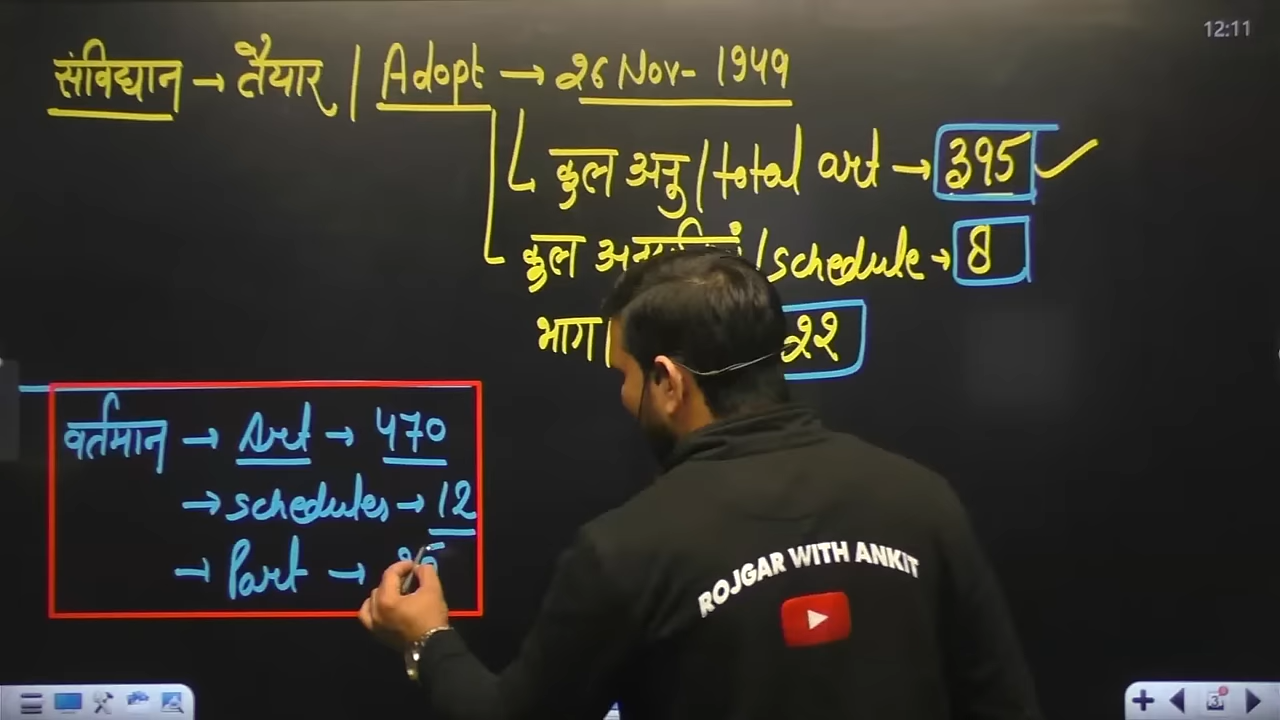 12:11
संविधान → तैयार | Adopt → 26 Nov- 1949
कुल अनु | total art → 395 ✓
कुल | schedule → 8
भाग | 22
वर्तमान → Art → 470
→ schedules → 12
→ Part →
ROJGAR WITH ANKIT